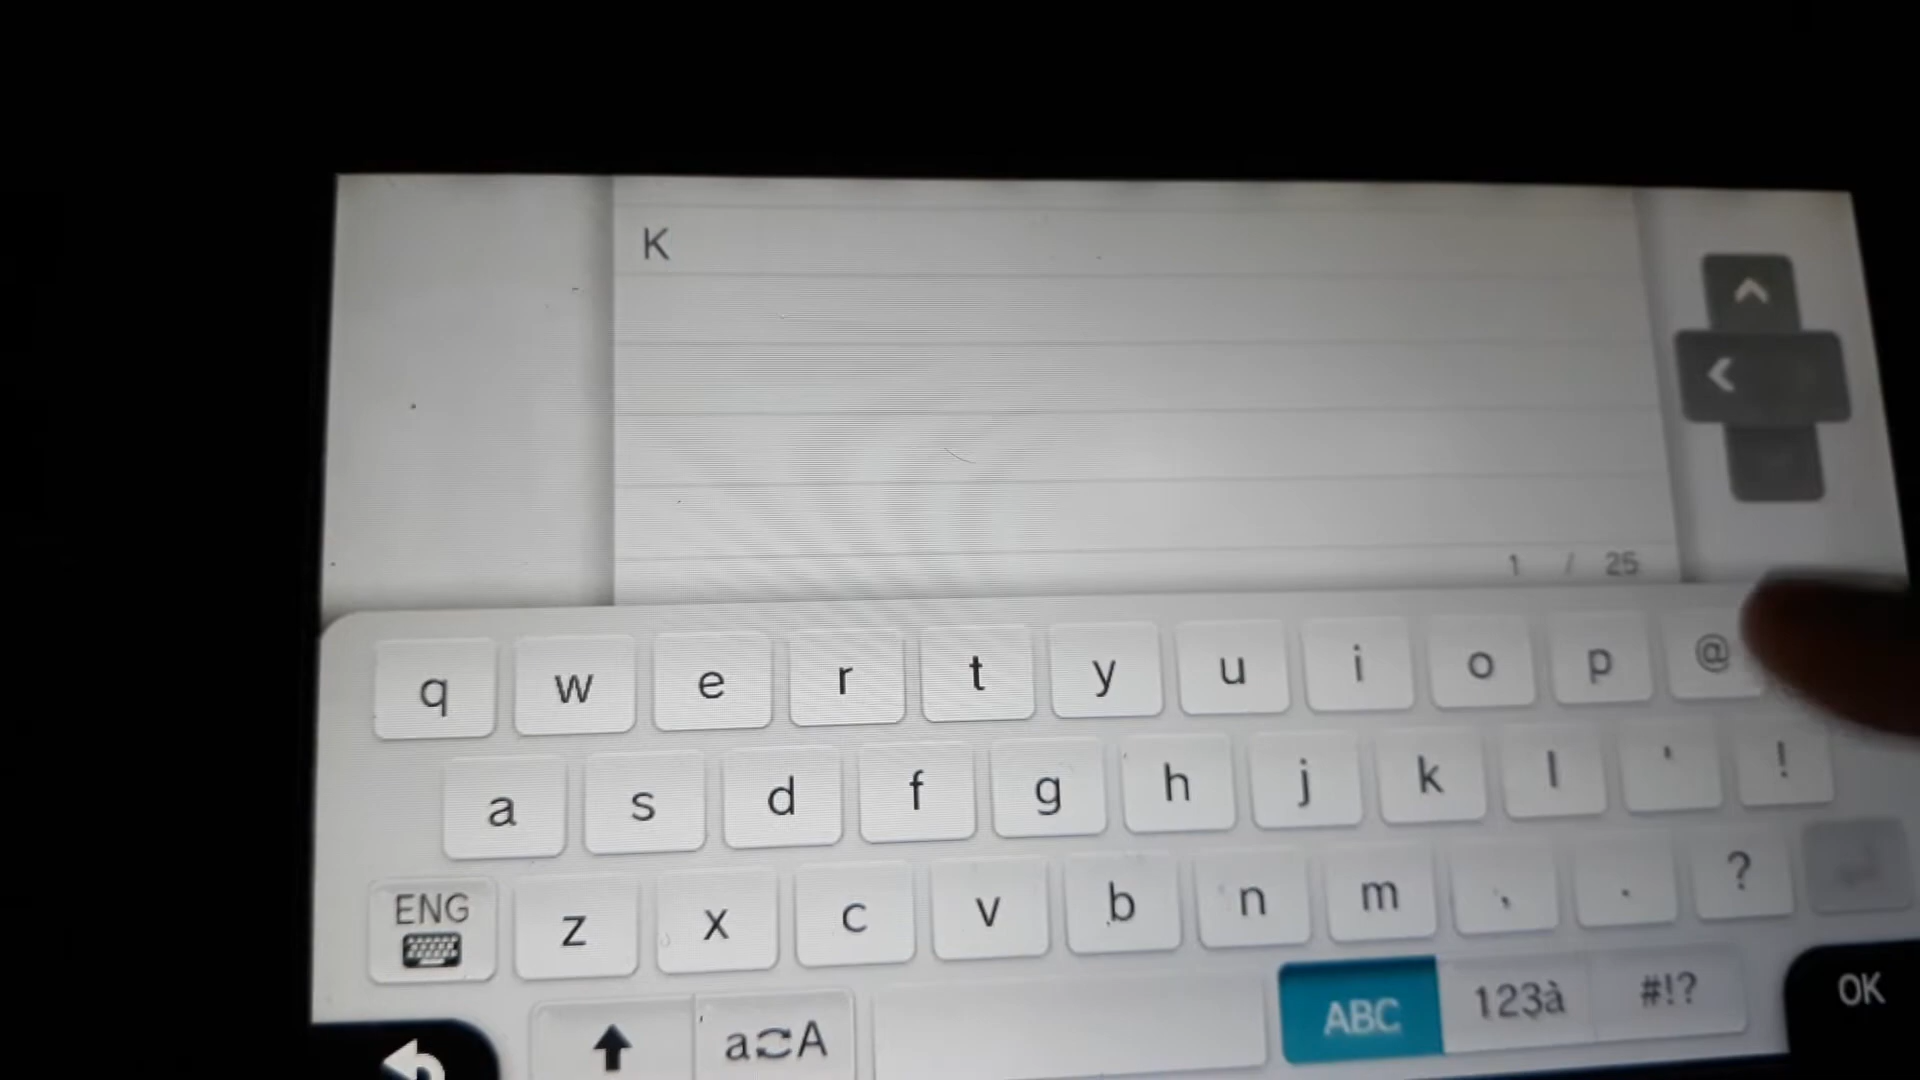 K
1 / 25
q w e r t y u i o p @
a s d f g h j k l ' !
ENG z x c v b n m , . ?
a A ABC 123à #!? OK